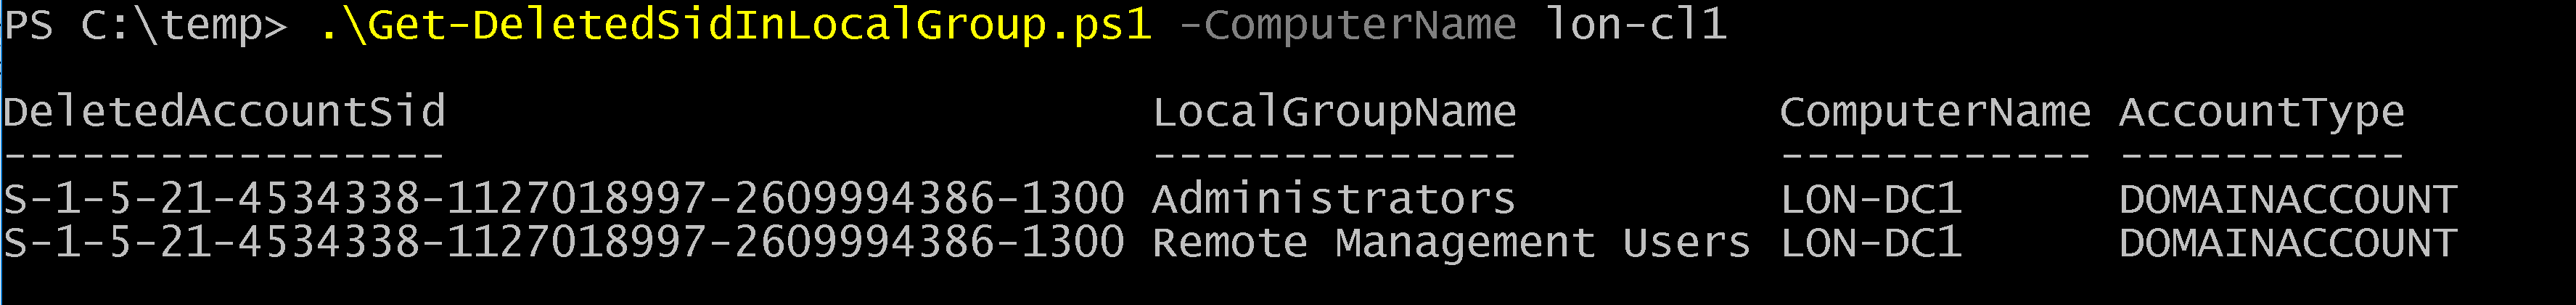 PS C:\temp> .\Get-DeletedSidInLocalGroup.ps1 -ComputerName lon-cl1
DeletedAccountSid LocalGroupName ComputerName AccountType
----------------- -------------- ------------ -----------
S-1-5-21-4534338-1127018997-2609994386-1300 Administrators LON-DC1 DOMAINACCOUNT
S-1-5-21-4534338-1127018997-2609994386-1300 Remote Management Users LON-DC1 DOMAINACCOUNT